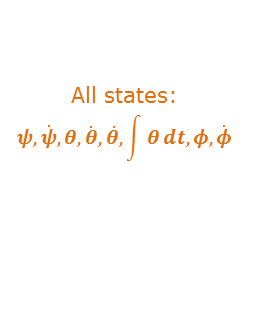 All states:
ψ, ψ̇, θ, θ̇, θ̇, ∫ θ dt, ϕ, ϕ̇